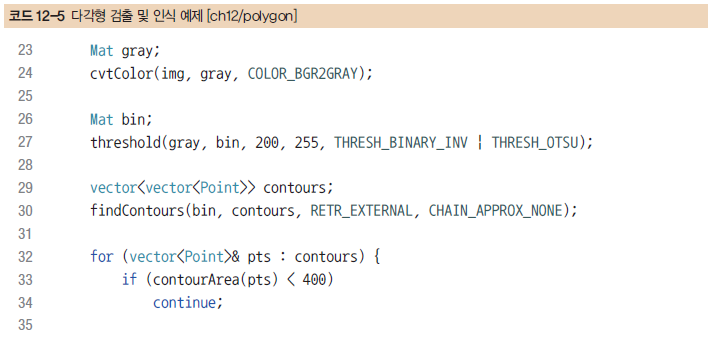 코드 12-5 다각형 검출 및 인식 예제 [ch12/polygon]
23 Mat gray;
24 cvtColor(img, gray, COLOR_BGR2GRAY);
25
26 Mat bin;
27 threshold(gray, bin, 200, 255, THRESH_BINARY_INV ¦ THRESH_OTSU);
28
29 vector<vector<Point>> contours;
30 findContours(bin, contours, RETR_EXTERNAL, CHAIN_APPROX_NONE);
31
32 for (vector<Point>& pts : contours) {
33 if (contourArea(pts) < 400)
34 continue;
35